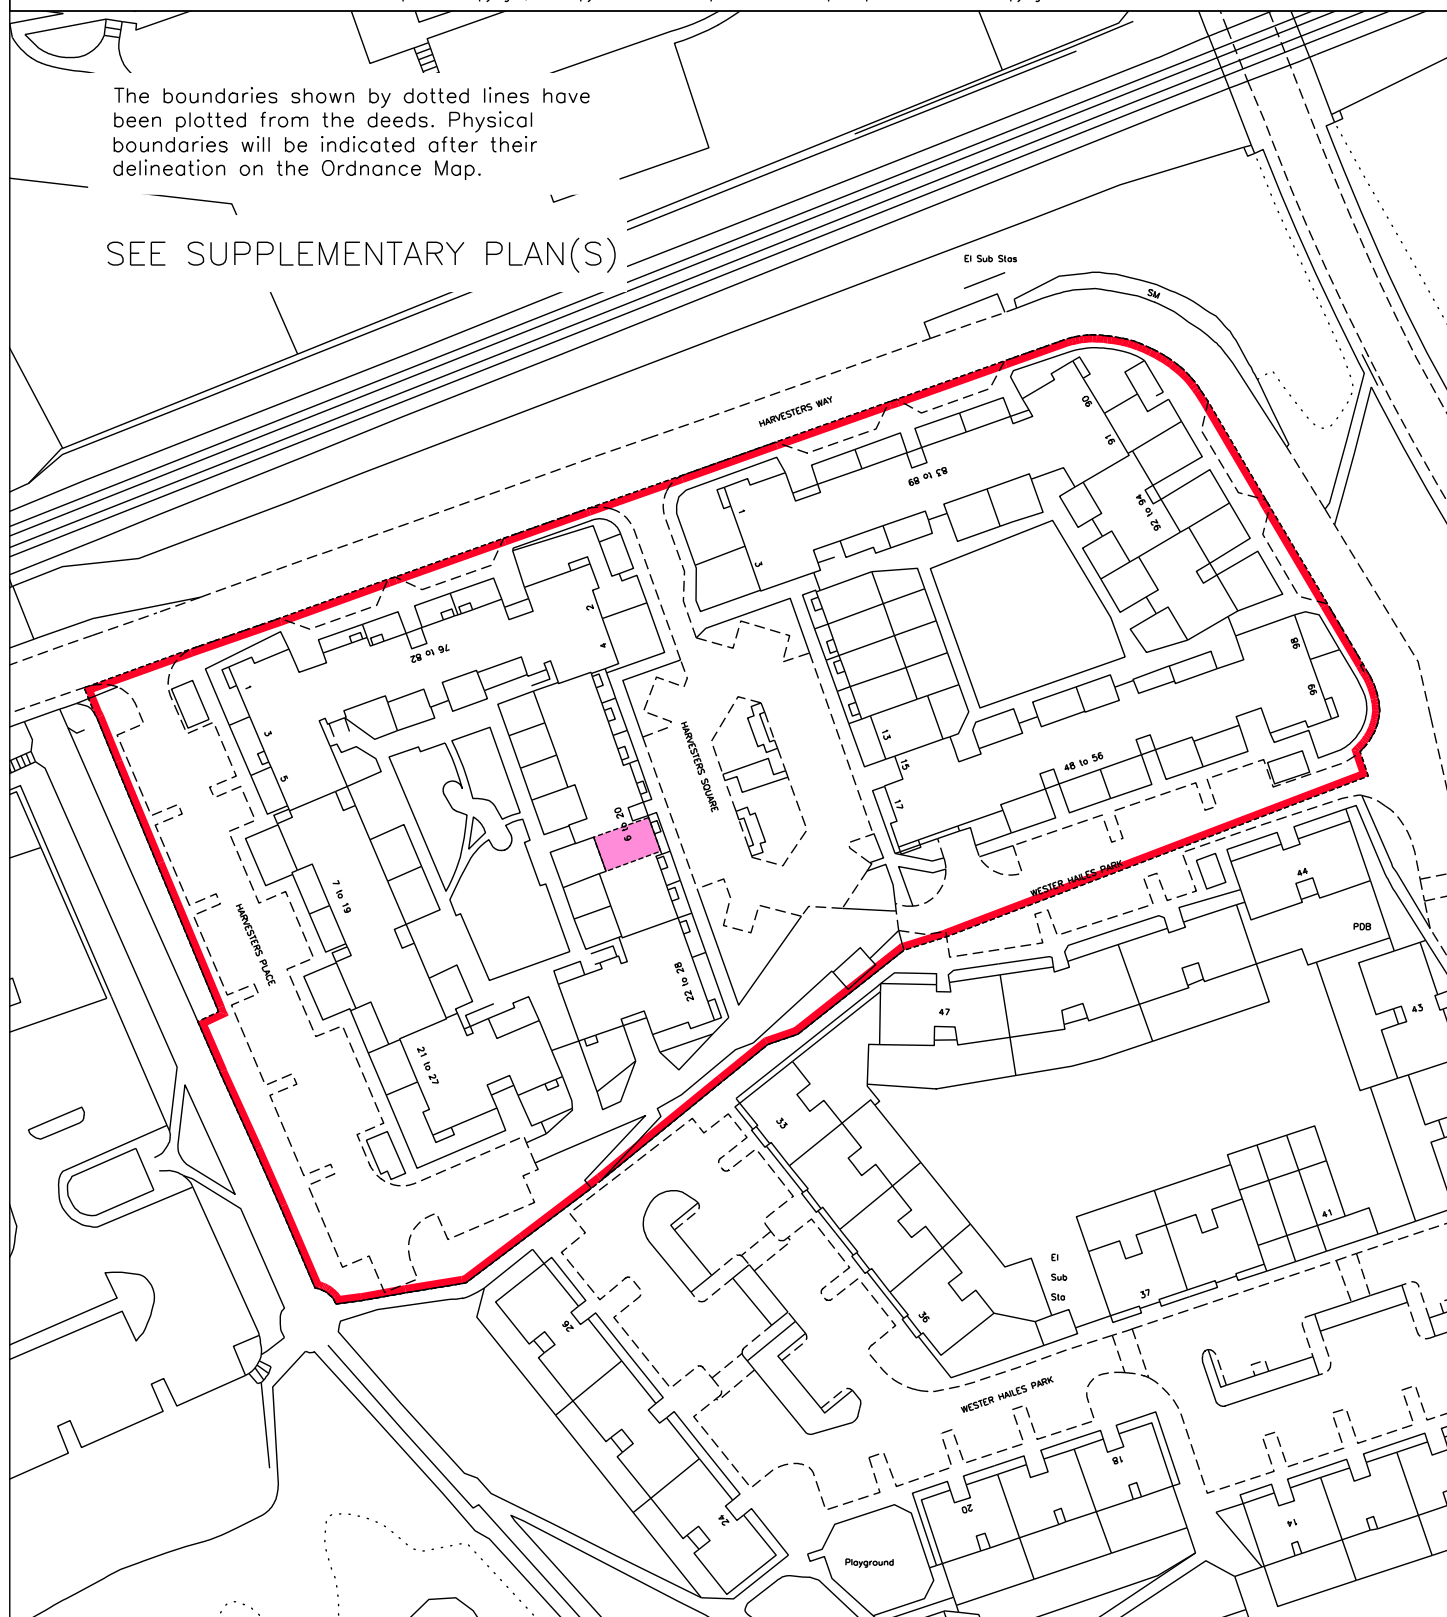 The boundaries shown by dotted lines have
been plotted from the deeds. Physical
boundaries will be indicated after their
delineation on the Ordnance Map.
SEE SUPPLEMENTARY PLAN(S)
El Sub Stas
SM
HARVESTERS WAY
90
91
83 to 89
92 to 94
1
3
2
4
76 to 82
98
99
1
3
5
HARVESTERS SQUARE
13
15
17
48 to 56
6 to 20
WESTER HAILES PARK
44
7 to 19
HARVESTERS PLACE
PDB
22 to 28
47
43
21 to 27
33
41
El
Sub
Sta
37
36
26
WESTER HAILES PARK
18
20
24
14
Playground